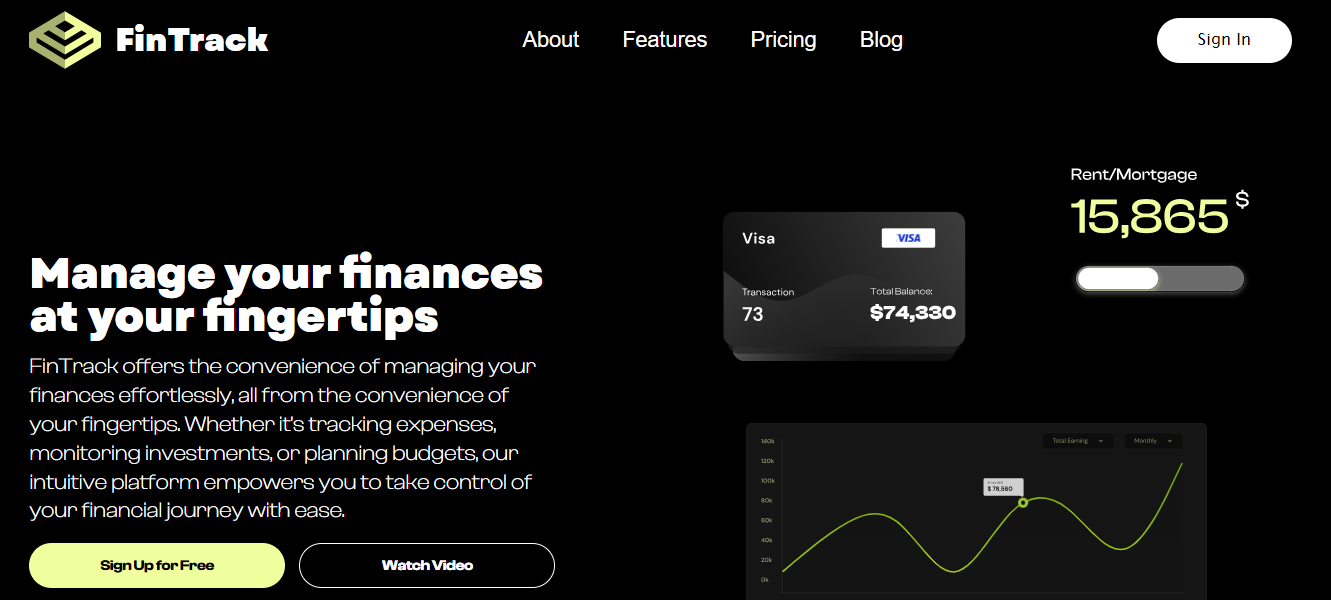 FinTrack
About
Features
Pricing
Blog
Sign In
Manage your finances
at your fingertips
FinTrack offers the convenience of managing your
finances effortlessly, all from the convenience of
your fingertips. Whether it's tracking expenses,
monitoring investments, or planning budgets, our
intuitive platform empowers you to take control of
your financial journey with ease.
Sign Up for Free
Watch Video
Visa
VISA
Transaction
73
Total Balance:
$74,330
Rent/Mortgage
15,865 $
Total Earning
Monthly
140k
120k
100k
80k
60k
40k
20k
0k
$ 78,560